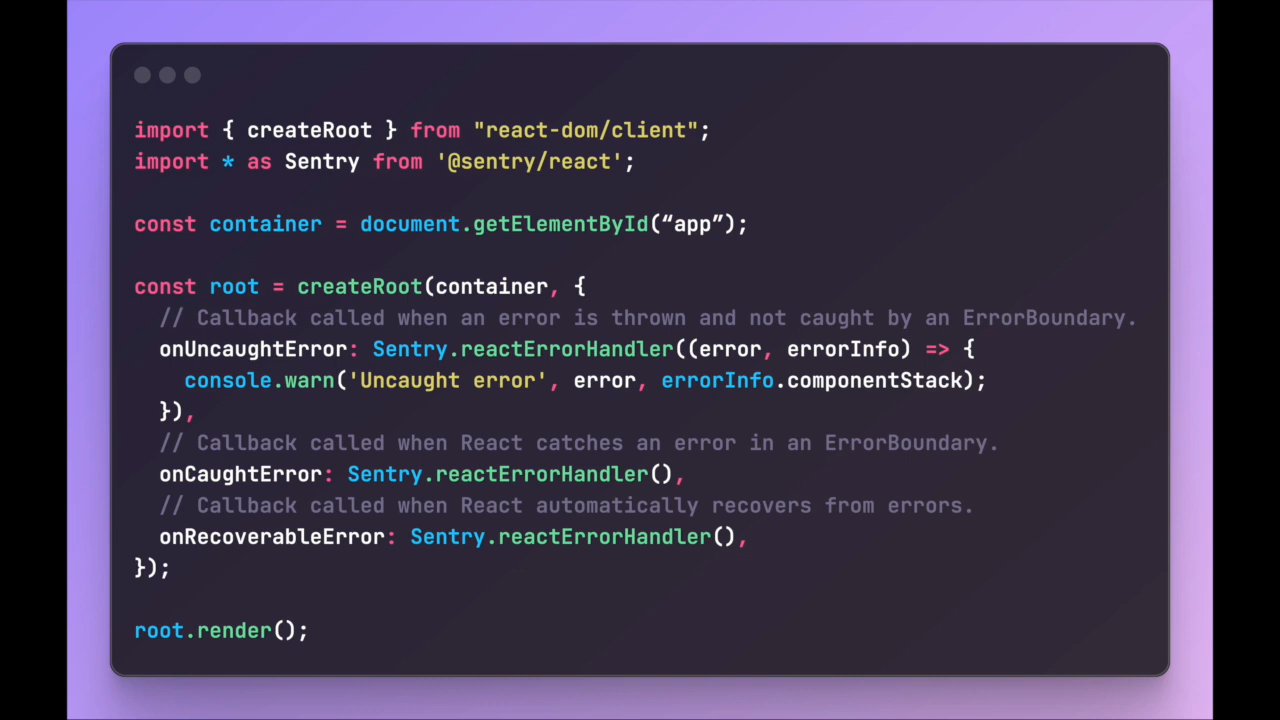 import { createRoot } from "react-dom/client";
import * as Sentry from '@sentry/react';
const container = document.getElementById(“app”);
const root = createRoot(container, {
// Callback called when an error is thrown and not caught by an ErrorBoundary.
onUncaughtError: Sentry.reactErrorHandler((error, errorInfo) => {
console.warn('Uncaught error', error, errorInfo.componentStack);
}),
// Callback called when React catches an error in an ErrorBoundary.
onCaughtError: Sentry.reactErrorHandler(),
// Callback called when React automatically recovers from errors.
onRecoverableError: Sentry.reactErrorHandler(),
});
root.render();